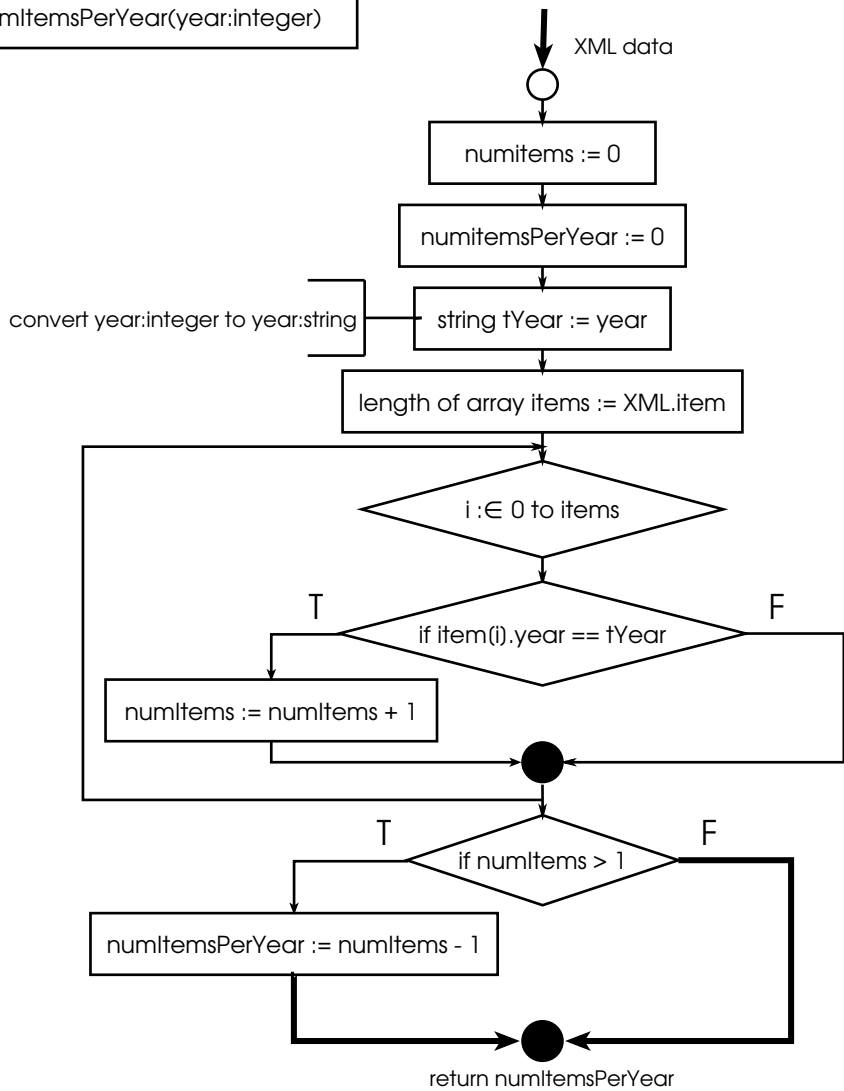 mItemsPerYear(year:integer)
XML data
numitems := 0
numitemsPerYear := 0
convert year:integer to year:string
string tYear := year
length of array items := XML.item
i :∈ 0 to items
T
F
if item(i).year == tYear
numItems := numItems + 1
T
F
if numItems > 1
numItemsPerYear := numItems - 1
return numItemsPerYear